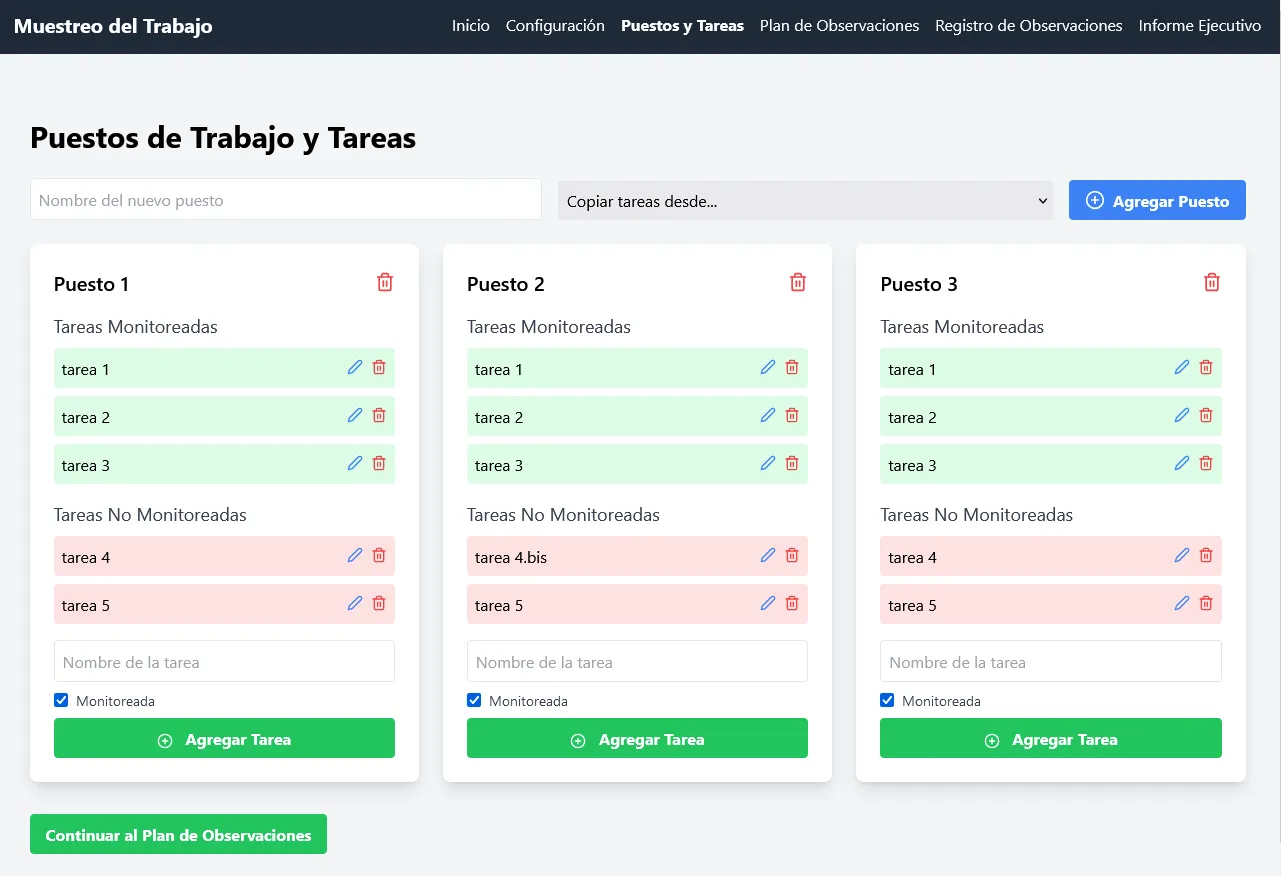 Muestreo del Trabajo
Inicio Configuración Puestos y Tareas Plan de Observaciones Registro de Observaciones Informe Ejecutivo
Puestos de Trabajo y Tareas
Nombre del nuevo puesto
Copiar tareas desde...
Agregar Puesto
Puesto 1
Tareas Monitoreadas
tarea 1
tarea 2
tarea 3
Tareas No Monitoreadas
tarea 4
tarea 5
Nombre de la tarea
Monitoreada
Agregar Tarea
Puesto 2
Tareas Monitoreadas
tarea 1
tarea 2
tarea 3
Tareas No Monitoreadas
tarea 4.bis
tarea 5
Nombre de la tarea
Monitoreada
Agregar Tarea
Puesto 3
Tareas Monitoreadas
tarea 1
tarea 2
tarea 3
Tareas No Monitoreadas
tarea 4
tarea 5
Nombre de la tarea
Monitoreada
Agregar Tarea
Continuar al Plan de Observaciones